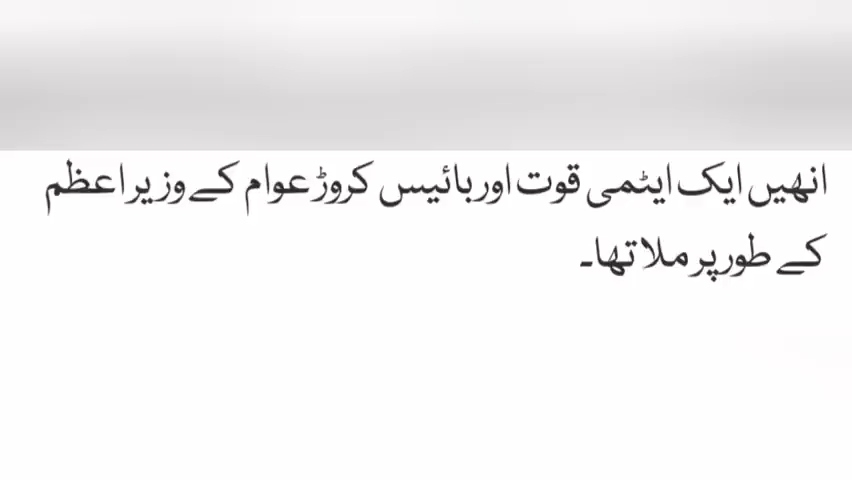 انھیں ایک ایٹمی قوت اور بائیس کروڑ عوام کے وزیراعظم
کے طور پر ملا تھا۔